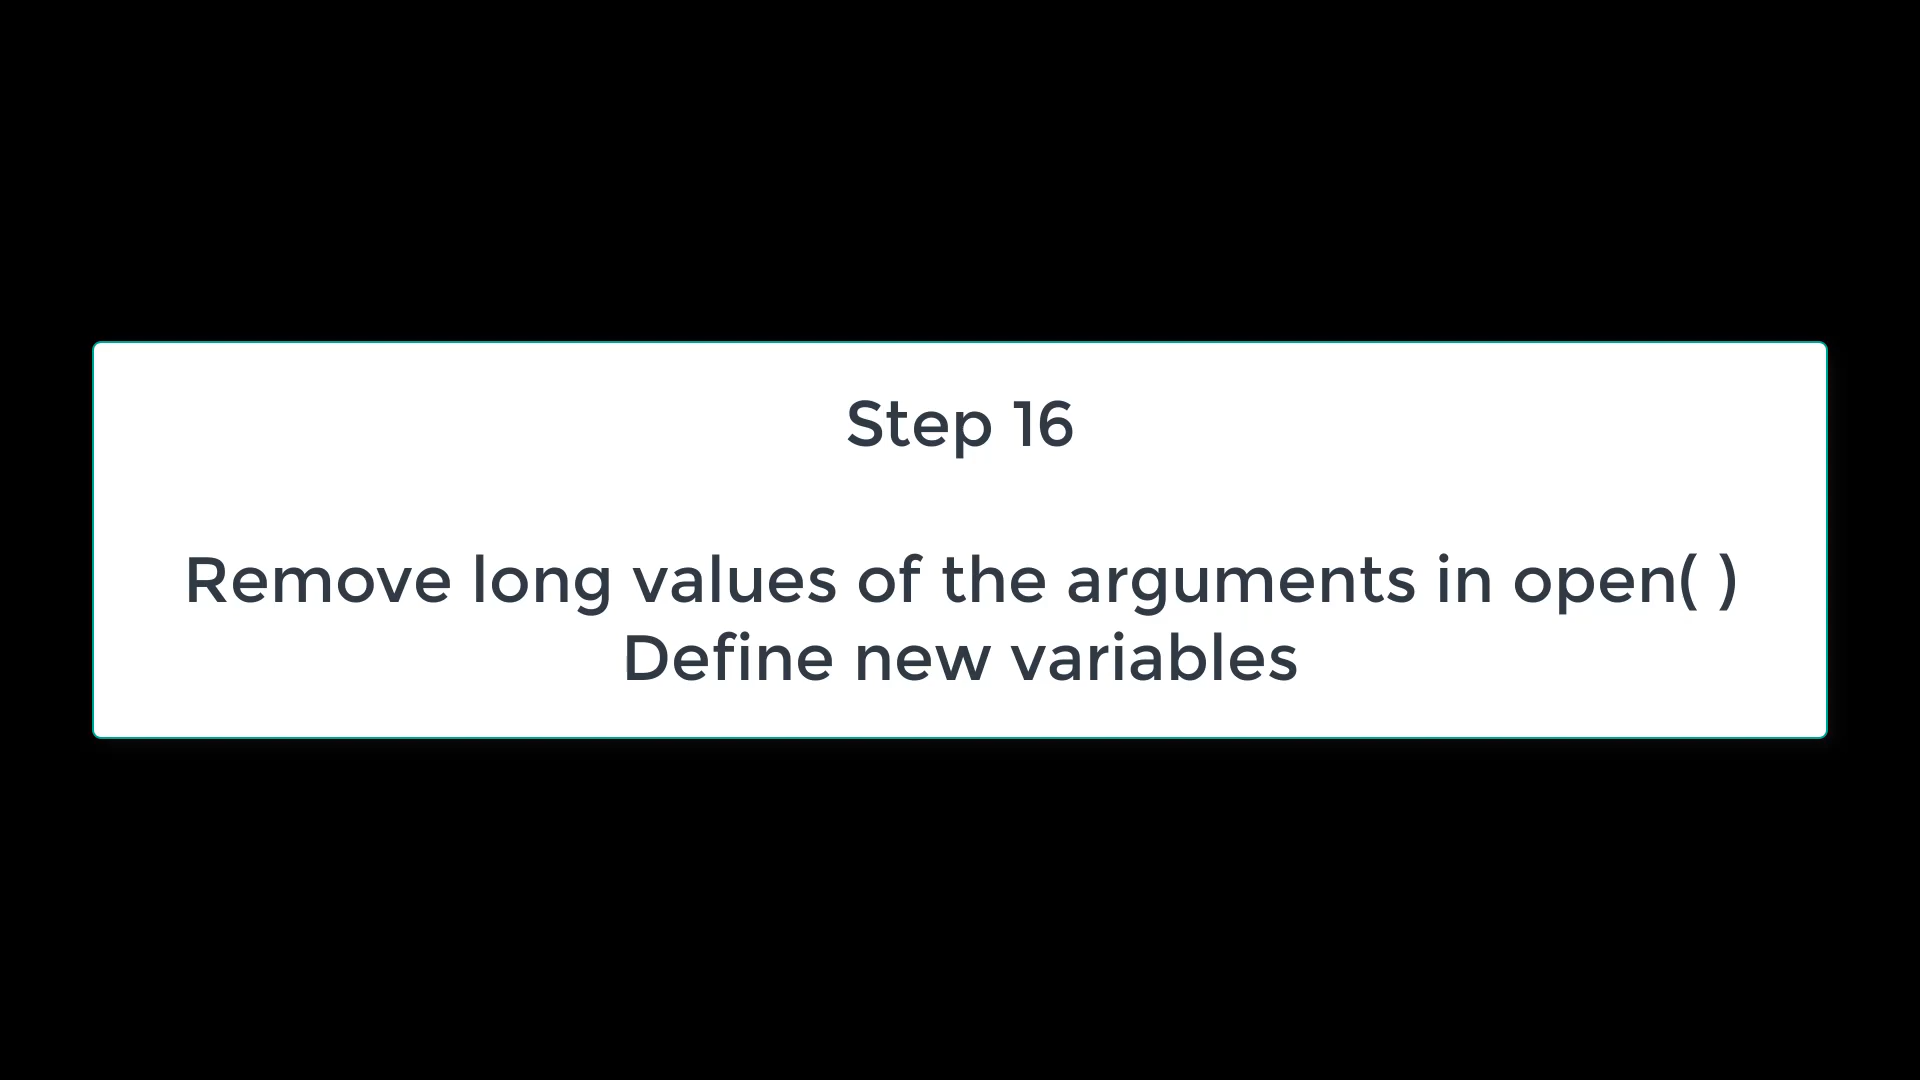 Step 16
Remove long values of the arguments in open( )
Define new variables